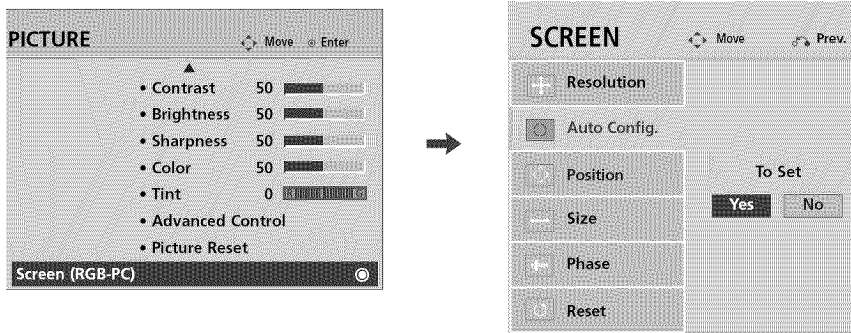 PICTURE
Move Enter
• Contrast 50
• Brightness 50
• Sharpness 50
• Color 50
• Tint 0 R G
• Advanced Control
• Picture Reset
Screen (RGB-PC)
SCREEN
Move Prev.
Resolution
Auto Config.
Position
Size
Phase
Reset
To Set
Yes No